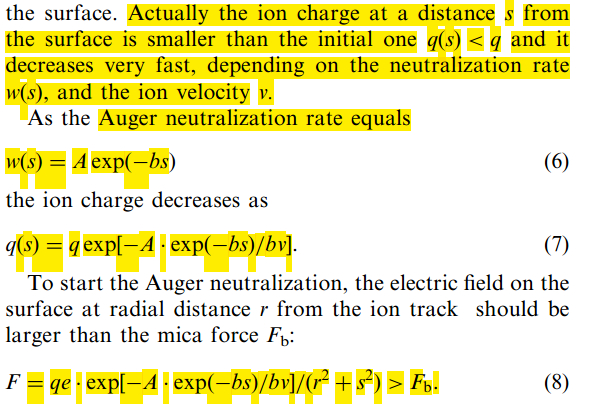 the surface. Actually the ion charge at a distance s from
the surface is smaller than the initial one q(s) < q and it
decreases very fast, depending on the neutralization rate
w(s), and the ion velocity v.
As the Auger neutralization rate equals
w(s) = A exp(−bs) (6)
the ion charge decreases as
q(s) = q exp[−A · exp(−bs)/bv]. (7)
To start the Auger neutralization, the electric field on the
surface at radial distance r from the ion track should be
larger than the mica force F_b:
F = qe · exp[−A · exp(−bs)/bv]/(r² + s²) > F_b. (8)